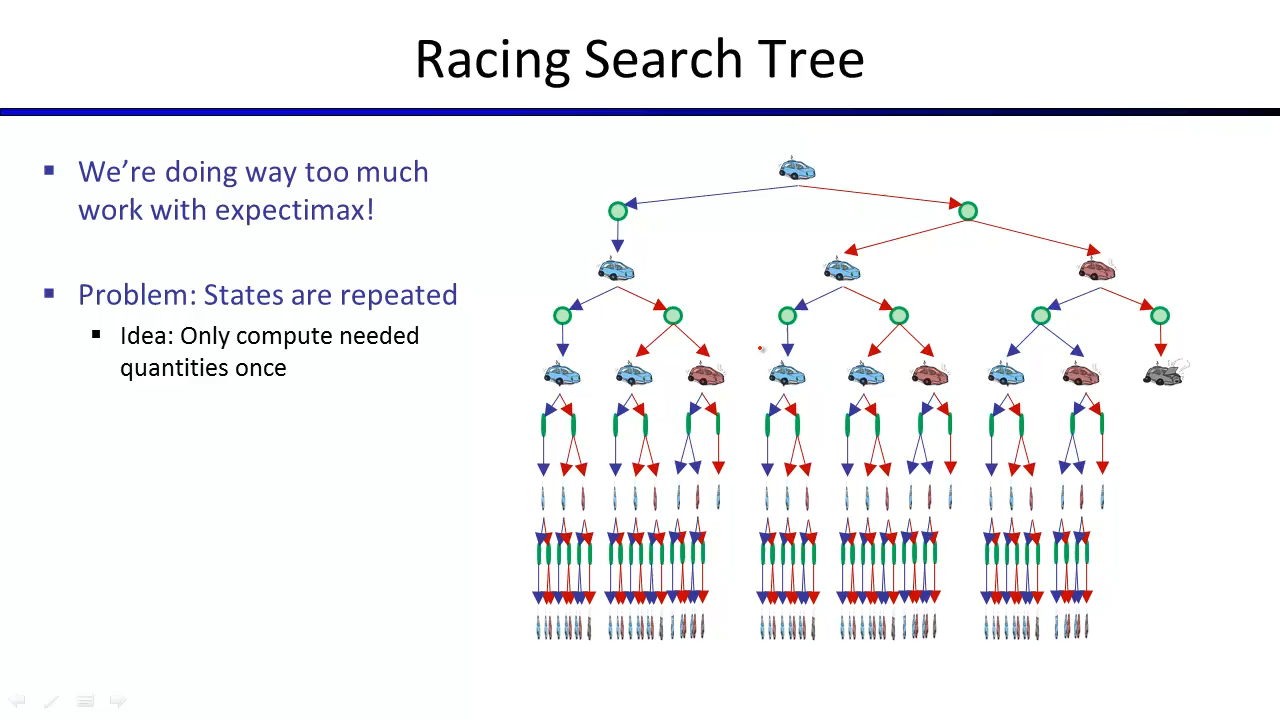 Racing Search Tree
We're doing way too much
work with expectimax!
Problem: States are repeated
Idea: Only compute needed
quantities once